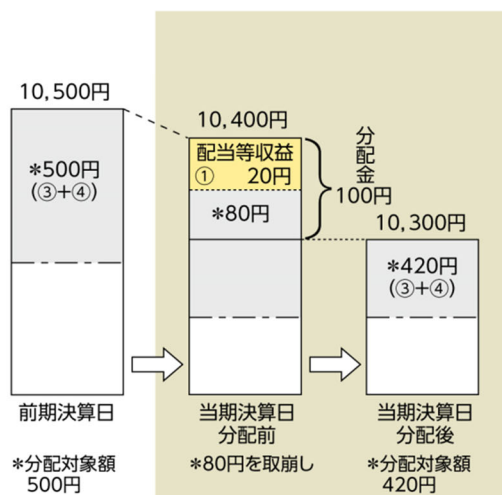 10,500円
*500円
(③+④)
前期決算日
*分配対象額
500円
10,400円
配当等収益
① 20円
*80円
分配金
100円
当期決算日
分配前
*80円を取崩し
10,300円
*420円
(③+④)
当期決算日
分配後
*分配対象額
420円